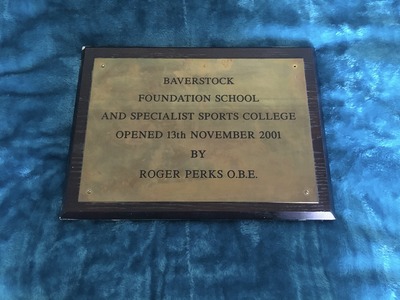 BAVERSTOCK
FOUNDATION SCHOOL
AND SPECIALIST SPORTS COLLEGE
OPENED 13th NOVEMBER 2001
BY
ROGER PERKS O.B.E.